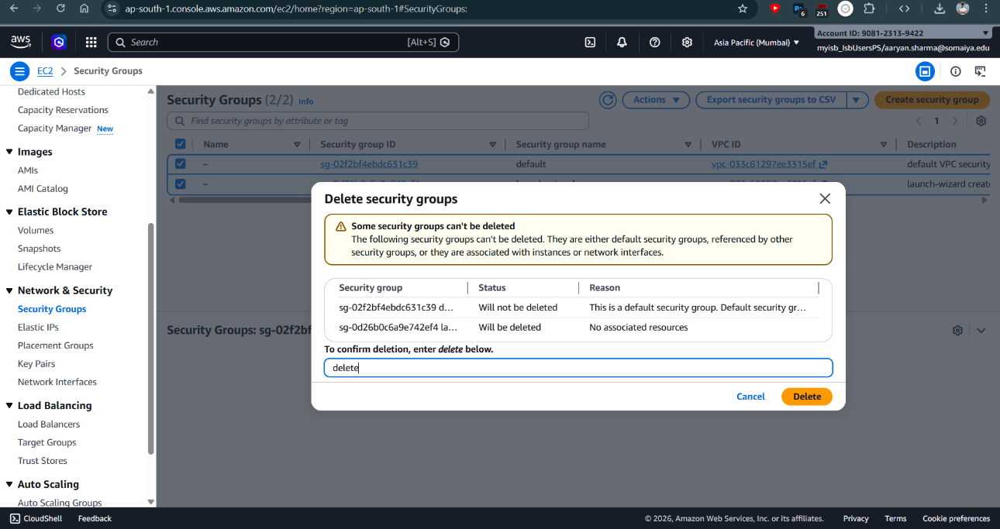 ap-south-1.console.aws.amazon.com/ec2/home?region=ap-south-1#SecurityGroups:
6
251
aws
Search
[Alt+S]
Asia Pacific (Mumbai)
Account ID: 9081-2313-9422
myisb_IsbUsersPS/aaryan.sharma@somaiya.edu
EC2 > Security Groups
Dedicated Hosts
Capacity Reservations
Capacity Manager New
Images
AMIs
AMI Catalog
Elastic Block Store
Volumes
Snapshots
Lifecycle Manager
Network & Security
Security Groups
Elastic IPs
Placement Groups
Key Pairs
Network Interfaces
Load Balancing
Load Balancers
Target Groups
Trust Stores
Auto Scaling
Auto Scaling Groups
Security Groups (2/2) Info
Actions
Export security groups to CSV
Create security group
Find security groups by attribute or tag
1
Name Security group ID Security group name VPC ID Description
– sg-02f2bf4ebdc631c39 default vpc-033c61297ee3315ef default VPC security
– launch-wizard creat
Security Groups: sg-02f2bf
Delete security groups
Some security groups can't be deleted
The following security groups can't be deleted. They are either default security groups, referenced by other
security groups, or they are associated with instances or network interfaces.
Security group Status Reason
sg-02f2bf4ebdc631c39 d... Will not be deleted This is a default security group. Default security gr...
sg-0d26b0c6a9e742ef4 la... Will be deleted No associated resources
To confirm deletion, enter delete below.
delete
Cancel
Delete
CloudShell
Feedback
© 2026, Amazon Web Services, Inc. or its affiliates.
Privacy
Terms
Cookie preferences